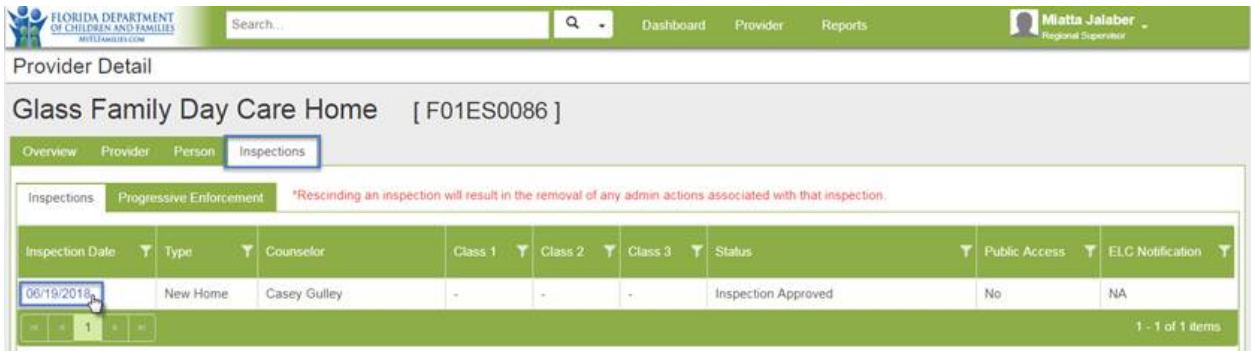 FLORIDA DEPARTMENT
OF CHILDREN AND FAMILIES
MYFLFAMILIES.COM
Search...
Dashboard Provider Reports
Miatta Jalaber
Regional Supervisor
Provider Detail
Glass Family Day Care Home [ F01ES0086 ]
Overview Provider Person Inspections
Inspections Progressive Enforcement *Rescinding an inspection will result in the removal of any admin actions associated with that inspection.
Inspection Date Type Counselor Class 1 Class 2 Class 3 Status Public Access ELC Notification
06/19/2018 New Home Casey Gulley - - - Inspection Approved No NA
1 1 - 1 of 1 items